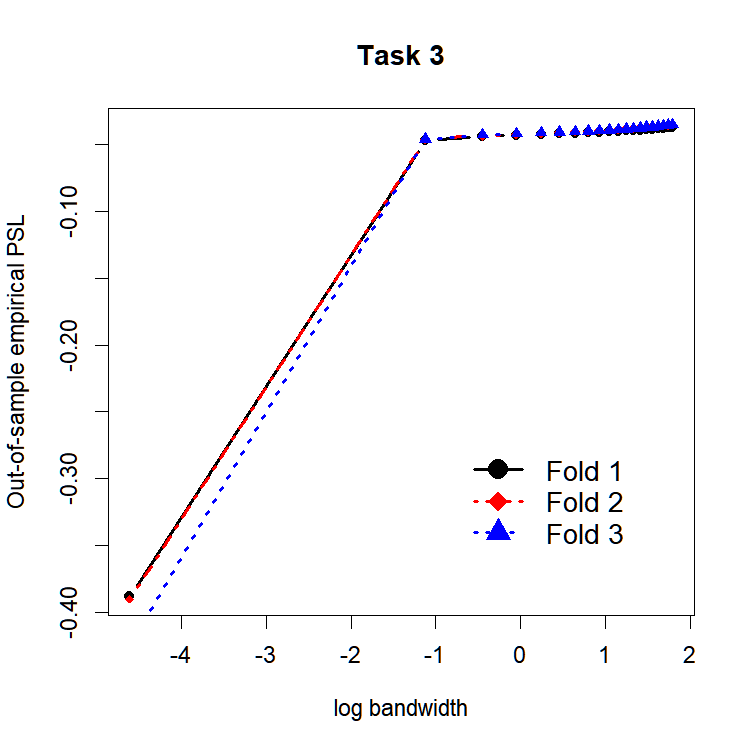 Task 3
Out-of-sample empirical PSL
-0.10
-0.20
-0.30
-0.40
Fold 1
Fold 2
Fold 3
-4 -3 -2 -1 0 1 2
log bandwidth